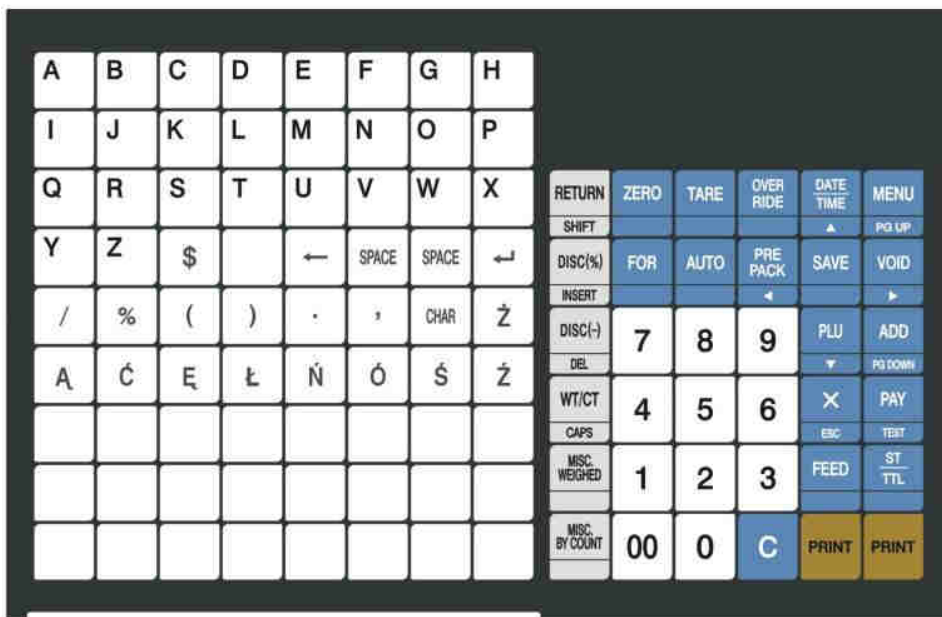 A B C D E F G H
I J K L M N O P
Q R S T U V W X
Y Z $ ← SPACE SPACE ↵
/ % ( ) . , CHAR Ż
Ą Ć Ę Ł Ń Ó Ś Ź
RETURN ZERO TARE OVER RIDE DATE TIME MENU
SHIFT ▲ PG UP
DISC(%) FOR AUTO PRE PACK SAVE VOID
INSERT ◀ ▶
DISC(-) 7 8 9 PLU ADD
DEL ▼ PG DOWN
WT/CT 4 5 6 × PAY
CAPS ESC TEST
MISC. WEIGHED 1 2 3 FEED ST TTL
MISC. BY COUNT 00 0 C PRINT PRINT